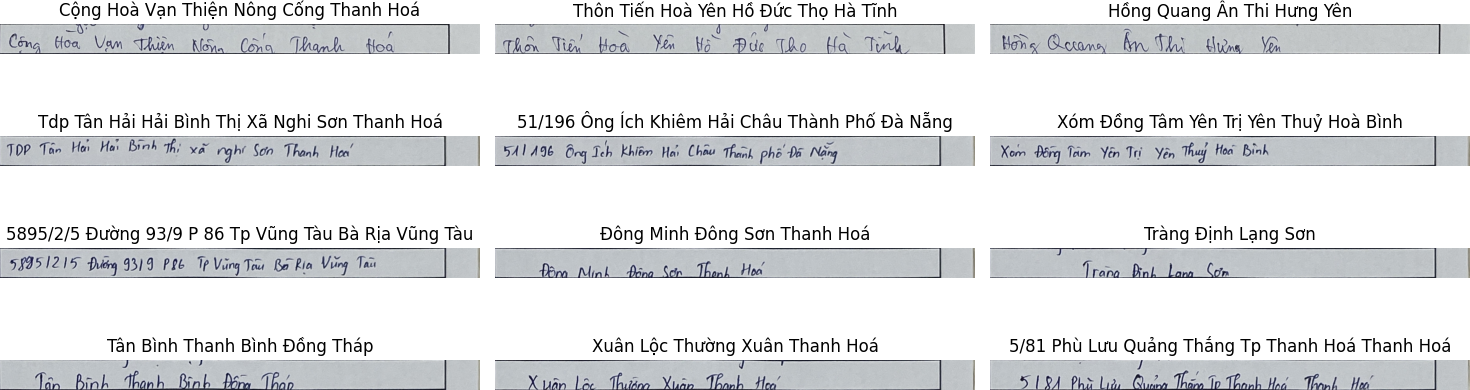 Cộng Hoà Vạn Thiện Nông Cống Thanh Hoá
Cộng Hoà Vạn Thiện Nông Cống Thanh Hoá
Thôn Tiến Hoà Yên Hồ Đức Thọ Hà Tĩnh
Thôn Tiến Hoà Yên Hồ Đức Thọ Hà Tĩnh
Hồng Quang Ân Thi Hưng Yên
Hồng Quang Ân Thi Hưng Yên
Tdp Tân Hải Hải Bình Thị Xã Nghi Sơn Thanh Hoá
TDP Tân Hải Hải Bình Thị xã nghi Sơn Thanh Hoá
51/196 Ông Ích Khiêm Hải Châu Thành Phố Đà Nẵng
51/196 Ông Ích Khiêm Hải Châu Thành phố Đà Nẵng
Xóm Đồng Tâm Yên Trị Yên Thuỷ Hoà Bình
Xóm Đồng Tâm Yên Trị Yên Thuỷ Hoà Bình
5895/2/5 Đường 93/9 P 86 Tp Vũng Tàu Bà Rịa Vũng Tàu
5895/2/5 Đường 93/9 P86 Tp Vũng Tàu Bà Rịa Vũng Tàu
Đông Minh Đông Sơn Thanh Hoá
Đông Minh Đông Sơn Thanh Hoá
Tràng Định Lạng Sơn
Tràng Định Lạng Sơn
Tân Bình Thanh Bình Đồng Tháp
Tân Bình Thanh Bình Đồng Tháp
Xuân Lộc Thường Xuân Thanh Hoá
Xuân Lộc Thường Xuân Thanh Hoá
5/81 Phù Lưu Quảng Thắng Tp Thanh Hoá Thanh Hoá
5/81 Phù Lưu Quảng Thắng Tp Thanh Hoá Thanh Hoá